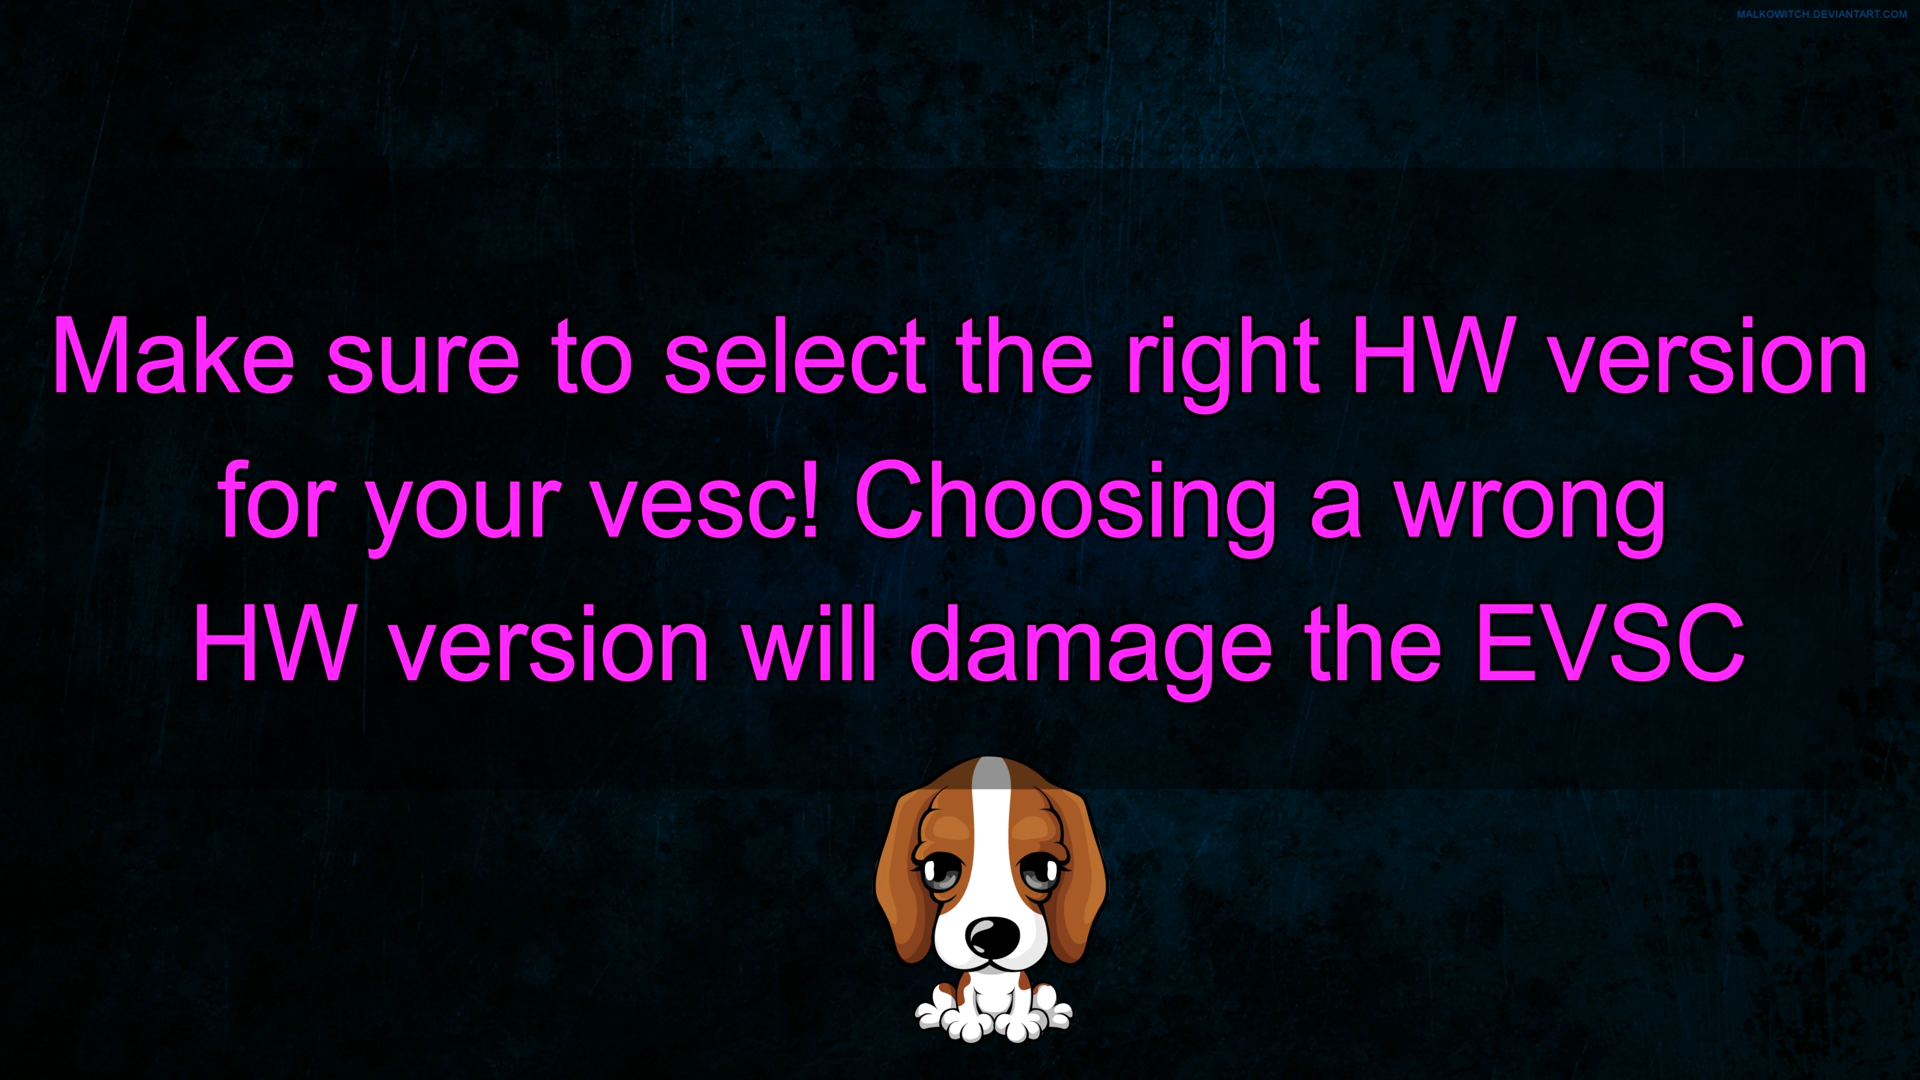 MALKOWITCH.DEVIANTART.COM
Make sure to select the right HW version
for your vesc! Choosing a wrong
HW version will damage the EVSC